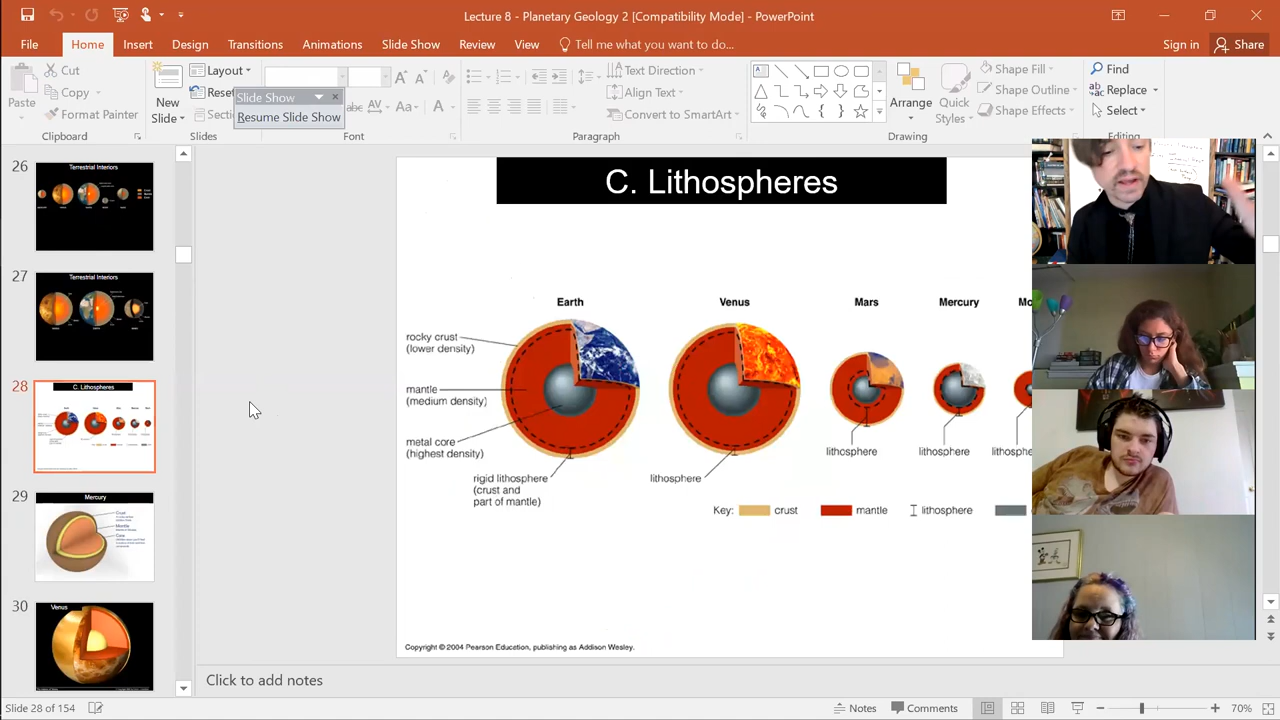 Lecture 8 - Planetary Geology 2 [Compatibility Mode] - PowerPoint
File Home Insert Design Transitions Animations Slide Show Review View Tell me what you want to do... Sign in Share
Paste
Cut
Copy
Format Painter
Clipboard
New
Slide
Layout
Reset
Slides
Slide Show
Resume Slide Show
abc AV Aa A
Font
Text Direction
Align Text
Convert to SmartArt
Paragraph
Arrange
Quick
Styles
Shape Fill
Shape Outline
Shape Effects
Drawing
Find
Replace
Select
Editing
26
Terrestrial Interiors
27
Terrestrial Interiors
28
C. Lithospheres
29
Mercury
Crust
Mantle
Core
30
Venus
C. Lithospheres
Earth Venus Mars Mercury
rocky crust
(lower density)
mantle
(medium density)
metal core
(highest density)
rigid lithosphere
(crust and
part of mantle)
lithosphere
lithosphere
lithosphere
Key: crust mantle lithosphere
Copyright © 2004 Pearson Education, publishing as Addison Wesley.
Click to add notes
Slide 28 of 154
Notes Comments 70%